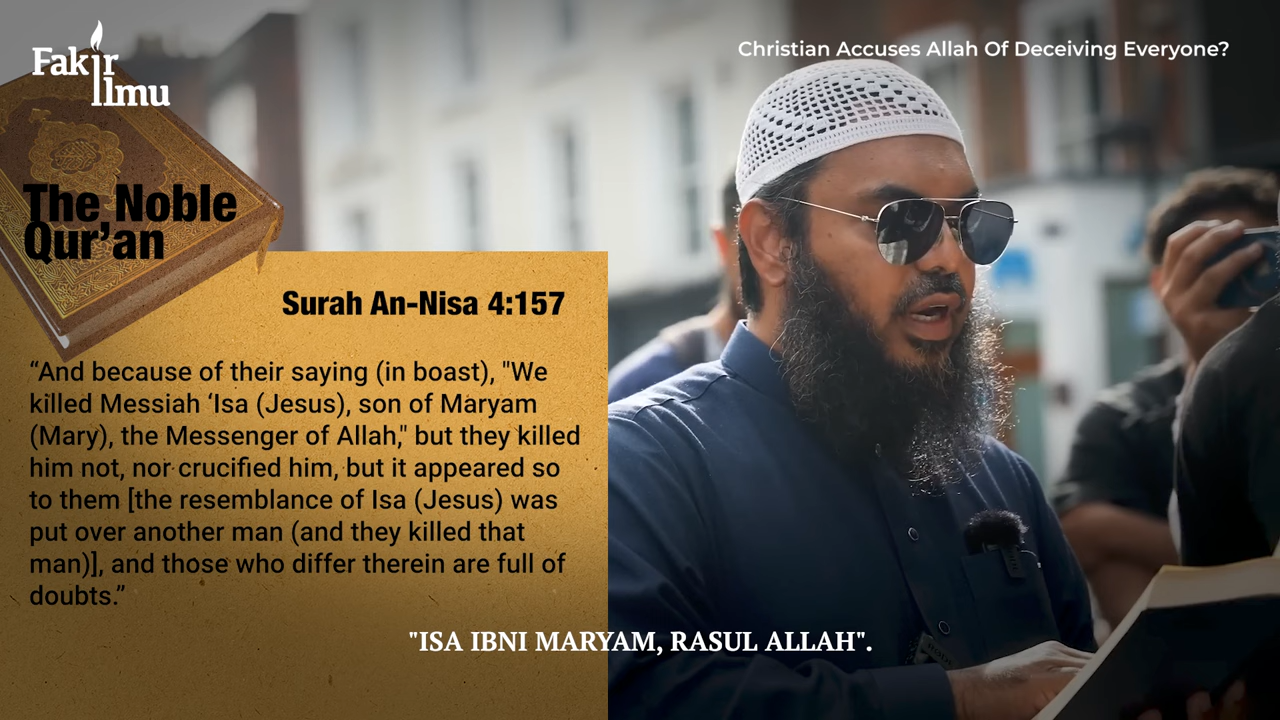 Fakir
Ilmu
Christian Accuses Allah Of Deceiving Everyone?
The Noble
Qur’an
Surah An-Nisa 4:157
“And because of their saying (in boast), "We
killed Messiah ‘Isa (Jesus), son of Maryam
(Mary), the Messenger of Allah," but they killed
him not, nor crucified him, but it appeared so
to them [the resemblance of Isa (Jesus) was
put over another man (and they killed that
man)], and those who differ therein are full of
doubts.”
"ISA IBNI MARYAM, RASUL ALLAH".